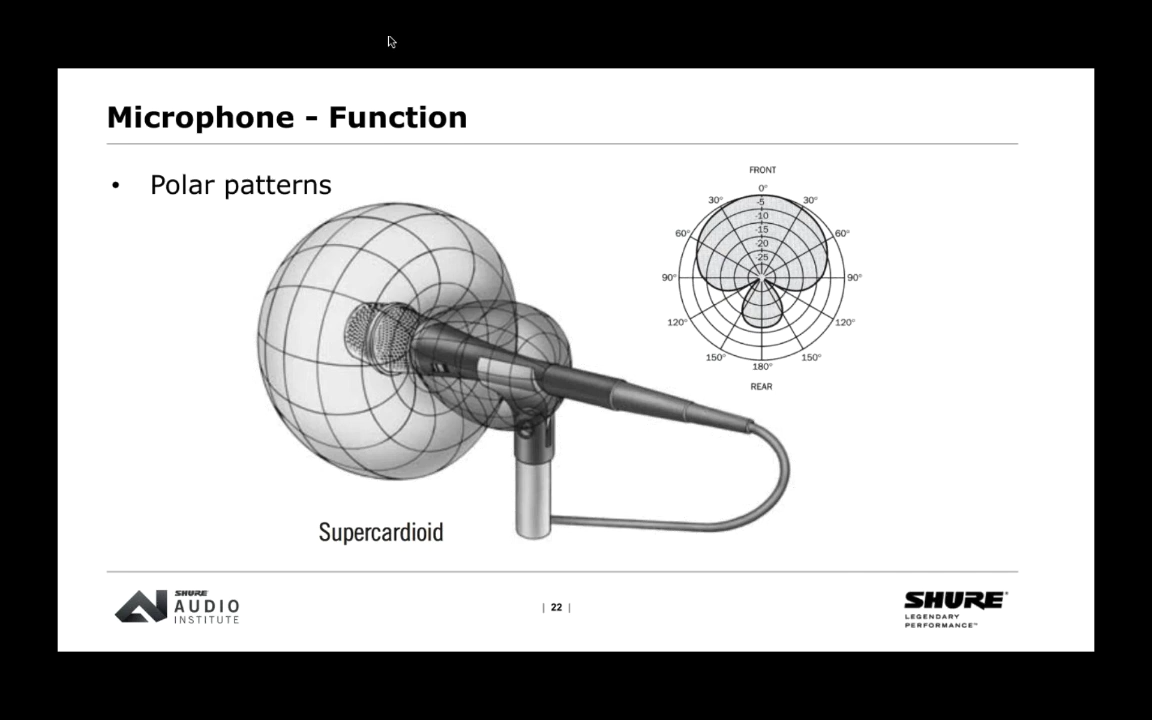 Microphone - Function
• Polar patterns
FRONT
0°
30° 30°
-5
-10
-15
-20
-25
60° 60°
90° 90°
120° 120°
150° 150°
180°
REAR
Supercardioid
SHURE
AUDIO
INSTITUTE
| 22 |
SHURE®
LEGENDARY
PERFORMANCE™